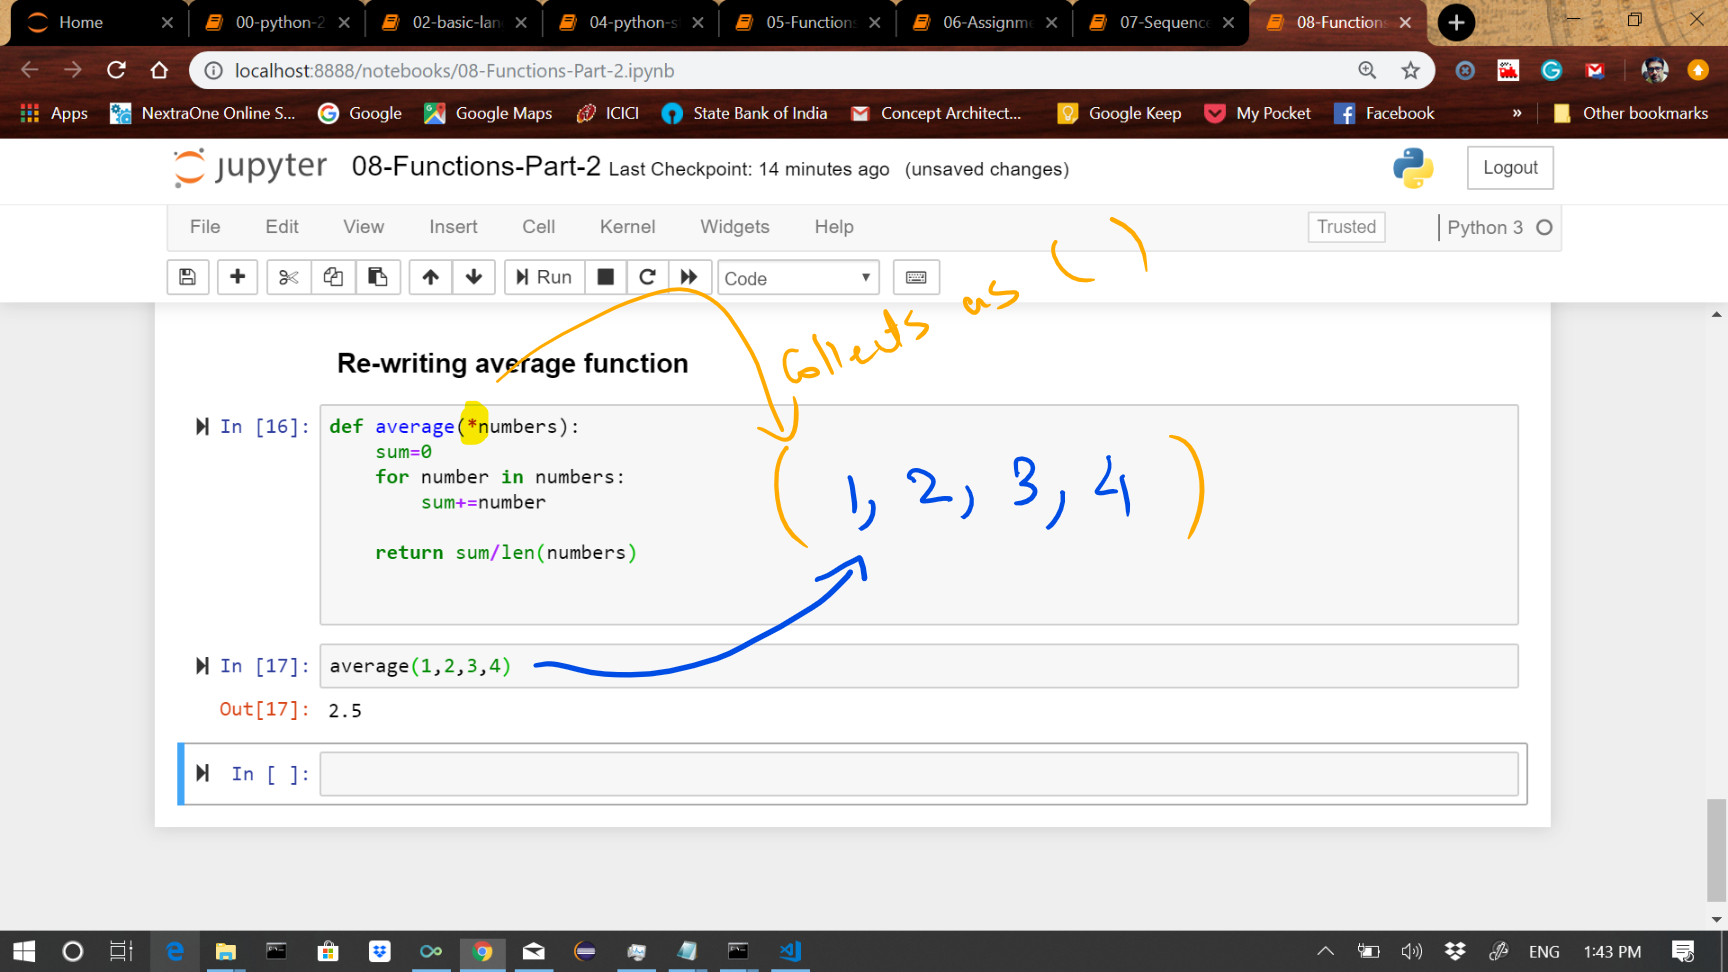 Home
00-python-2
02-basic-lan
04-python-s
05-Functions
06-Assignme
07-Sequence
08-Functions
localhost:8888/notebooks/08-Functions-Part-2.ipynb
Apps
NextraOne Online S...
Google
Google Maps
ICICI
State Bank of India
Concept Architect...
Google Keep
My Pocket
Facebook
»
Other bookmarks
jupyter 08-Functions-Part-2 Last Checkpoint: 14 minutes ago (unsaved changes)
Logout
File Edit View Insert Cell Kernel Widgets Help
Trusted
Python 3
Run
Code
Collects as ( )
Re-writing average function
In [16]:
def average(*numbers):
sum=0
for number in numbers:
sum+=number
return sum/len(numbers)
( 1, 2, 3, 4 )
In [17]: average(1,2,3,4)
Out[17]: 2.5
In [ ]:
ENG
1:43 PM